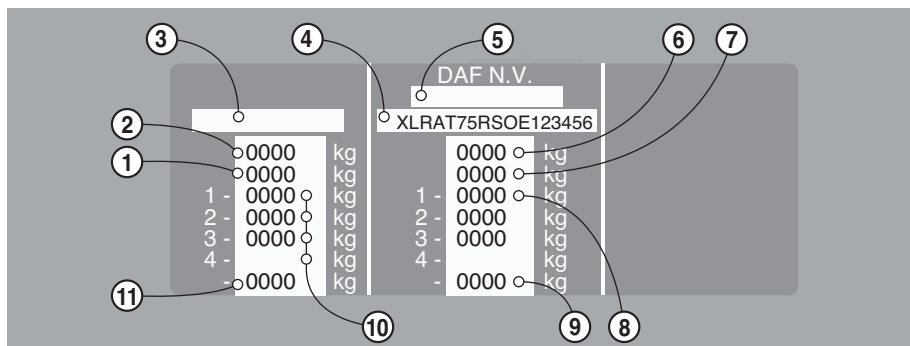 3 4 5 6 7
DAF N.V.
XLRAT75RSOE123456
2 0000 kg 0000 kg
1 0000 kg 0000 kg
1 - 0000 kg 1 - 0000 kg
2 - 0000 kg 2 - 0000 kg
3 - 0000 kg 3 - 0000 kg
4 - kg 4 - kg
- 0000 kg - 0000 kg
11 10 9 8